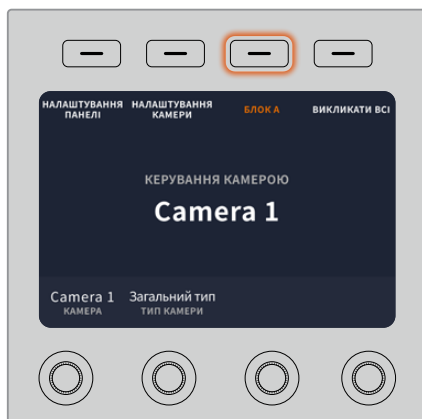 НАЛАШТУВАННЯ ПАНЕЛІ
НАЛАШТУВАННЯ КАМЕРИ
БЛОК А
ВИКЛИКАТИ ВСІ
КЕРУВАННЯ КАМЕРОЮ
Camera 1
Camera 1
КАМЕРА
Загальний тип
ТИП КАМЕРИ